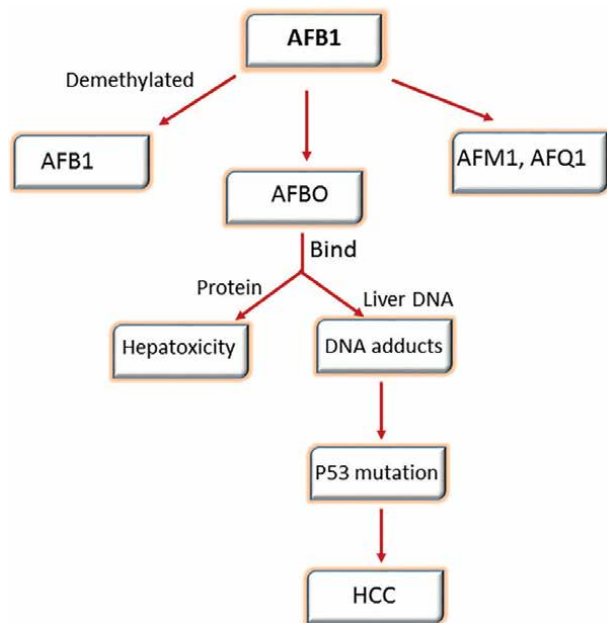 AFB1
Demethylated
AFB1
AFBO
AFM1, AFQ1
Bind
Protein
Liver DNA
Hepatoxicity
DNA adducts
P53 mutation
HCC